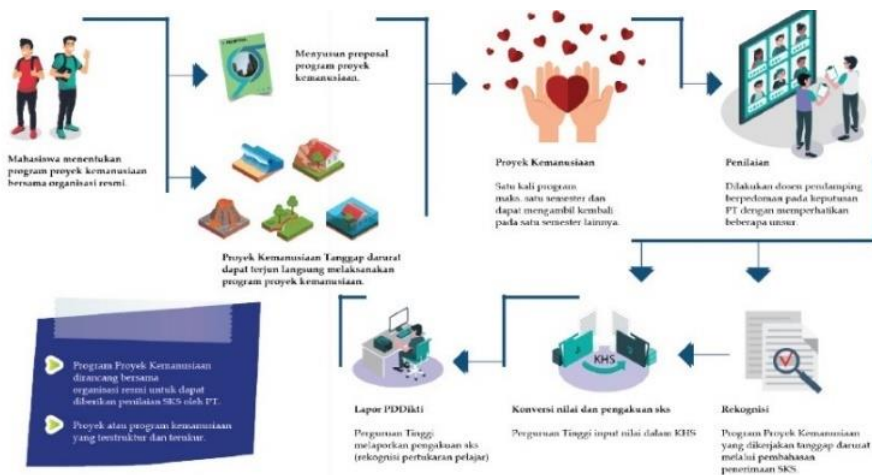 Mahasiswa menentukan
program proyek kemanusiaan
bersama organisasi resmi.
Menyusun proposal
program proyek
kemanusiaan.
Proyek Kemanusiaan Tanggap darurat
dapat terjun langsung melaksanakan
program proyek kemanusiaan.
Proyek Kemanusiaan
Satu kali program
maks. satu semester dan
dapat mengambil kembali
pada satu semester lainnya.
Penilaian
Dilakukan dosen pendamping
berpedoman pada keputusan
PT dengan memperhatikan
beberapa unsur.
Rekognisi
Program Proyek Kemanusiaan
yang dikerjakan tanggap darurat
melalui pembahasan
penerimaan SKS
KHS
Konversi nilai dan pengakuan sks
Perguruan Tinggi input nilai dalam KHS
Lapor PDDikti
Perguruan Tinggi
melaporkan pengakuan sks
(rekognisi pertukaran pelajar)
Program Proyek Kemanusiaan
dirancang bersama
organisasi resmi untuk dapat
diberikan penilaian SKS oleh PT.
Proyek atau program kemanusiaan
yang terstruktur dan terukur.